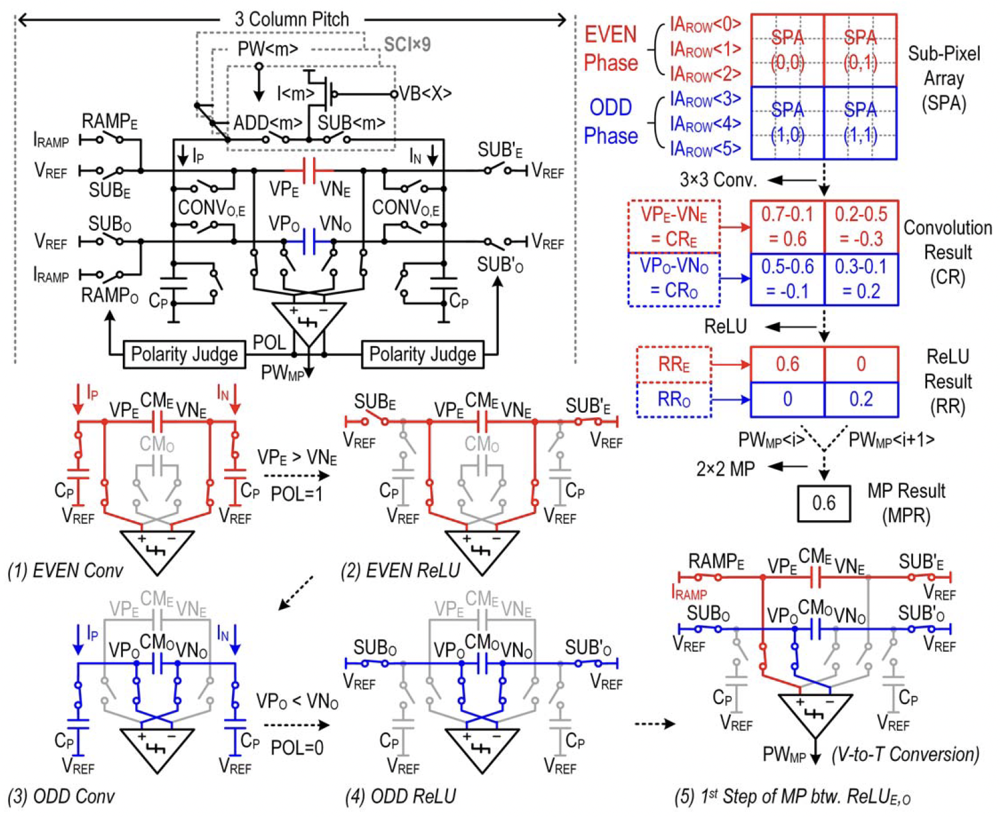 3 Column Pitch
SCI×9
PW<m>
I<m>
VB<X>
ADD<m>
SUB<m>
RAMPE
IRAMP
VREF
SUBE
IP
IN
SUB'E
VREF
VPE
VNE
CONVO,E
CONVO,E
SUBO
VREF
VPO
VNO
VREF
IRAMP
RAMPO
SUB'O
CP
CP
+ −
Polarity Judge
POL
Polarity Judge
PWMP
EVEN
Phase
IAROW<0>
IAROW<1>
IAROW<2>
SPA
(0,0)
SPA
(0,1)
ODD
Phase
IAROW<3>
IAROW<4>
IAROW<5>
SPA
(1,0)
SPA
(1,1)
Sub-Pixel
Array
(SPA)
3×3 Conv.
VPE-VNE
= CRE
0.7-0.1
= 0.6
0.2-0.5
= -0.3
VPO-VNO
= CRO
0.5-0.6
= -0.1
0.3-0.1
= 0.2
Convolution
Result
(CR)
ReLU
RRE
0.6
0
RRO
0
0.2
ReLU
Result
(RR)
PWMP<i>
PWMP<i+1>
2×2 MP
0.6
MP Result
(MPR)
IP
IN
VPE
CME
VNE
CMO
CP
CP
VREF
VREF
+ −
(1) EVEN Conv
VPE > VNE
POL=1
SUBE
VREF
VPE
CME
VNE
SUB'E
VREF
CMO
CP
CP
VREF
VREF
+ −
(2) EVEN ReLU
VPE
CME
VNE
IP
IN
VPO
CMO
VNO
CP
CP
VREF
VREF
+ −
(3) ODD Conv
VPO < VNO
POL=0
VPE
CME
VNE
SUBO
VREF
VPO
CMO
VNO
SUB'O
VREF
CP
CP
VREF
VREF
+ −
(4) ODD ReLU
RAMPE
IRAMP
VPE
CME
VNE
SUB'E
VREF
SUBO
VREF
VPO
CMO
VNO
SUB'O
VREF
CP
CP
VREF
VREF
+ −
PWMP
(V-to-T Conversion)
(5) 1st Step of MP btw. ReLUE,O